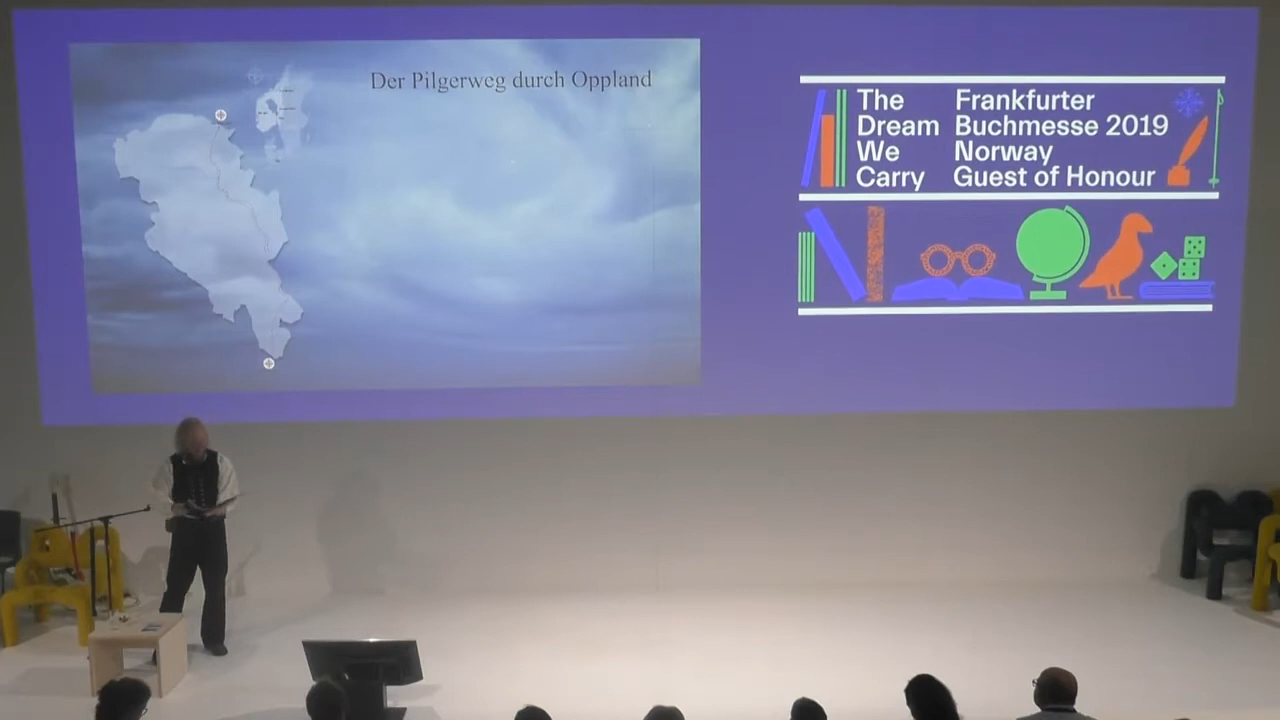 Der Pilgerweg durch Oppland
The
Dream
We
Carry
Frankfurter
Buchmesse 2019
Norway
Guest of Honour